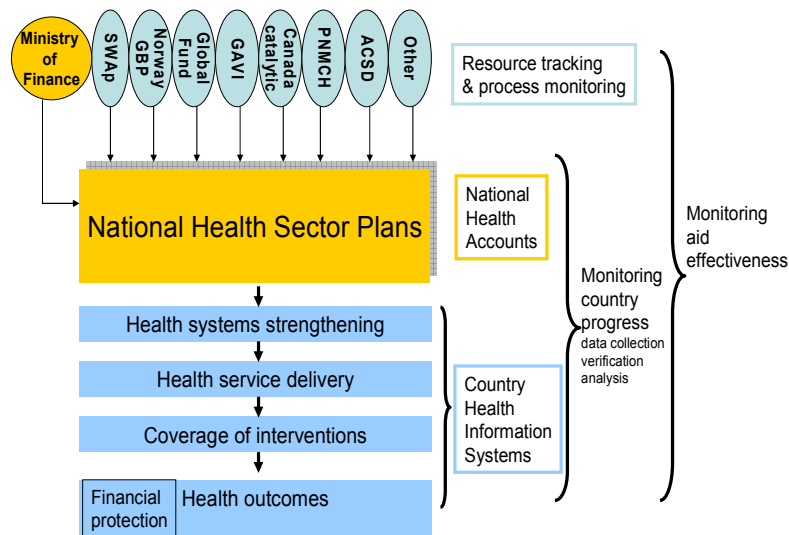 Ministry
of
Finance
SWAp
Norway
GBP
Global
Fund
GAVI
Canada
catalytic
PNMCH
ACSD
Other
Resource tracking
& process monitoring
National Health Sector Plans
National
Health
Accounts
Monitoring
aid
effectiveness
Monitoring
country
progress
data collection
verification
analysis
Health systems strengthening
Health service delivery
Coverage of interventions
Country
Health
Information
Systems
Financial
protection
Health outcomes